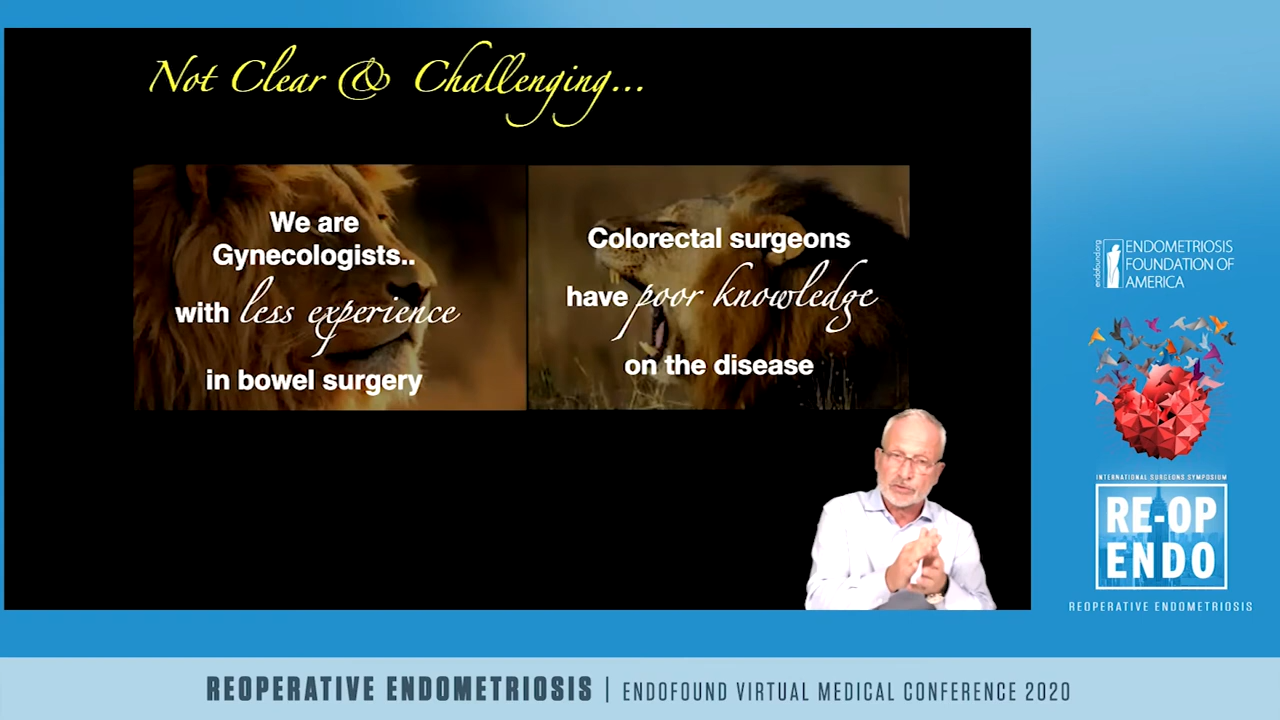 Not Clear & Challenging...
We are
Gynecologists..
with less experience
in bowel surgery
Colorectal surgeons
have poor knowledge
on the disease
endofound.org
ENDOMETRIOSIS
FOUNDATION OF
AMERICA
INTERNATIONAL SURGEONS SYMPOSIUM
RE-OP
ENDO
REOPERATIVE ENDOMETRIOSIS
REOPERATIVE ENDOMETRIOSIS | ENDOFOUND VIRTUAL MEDICAL CONFERENCE 2020